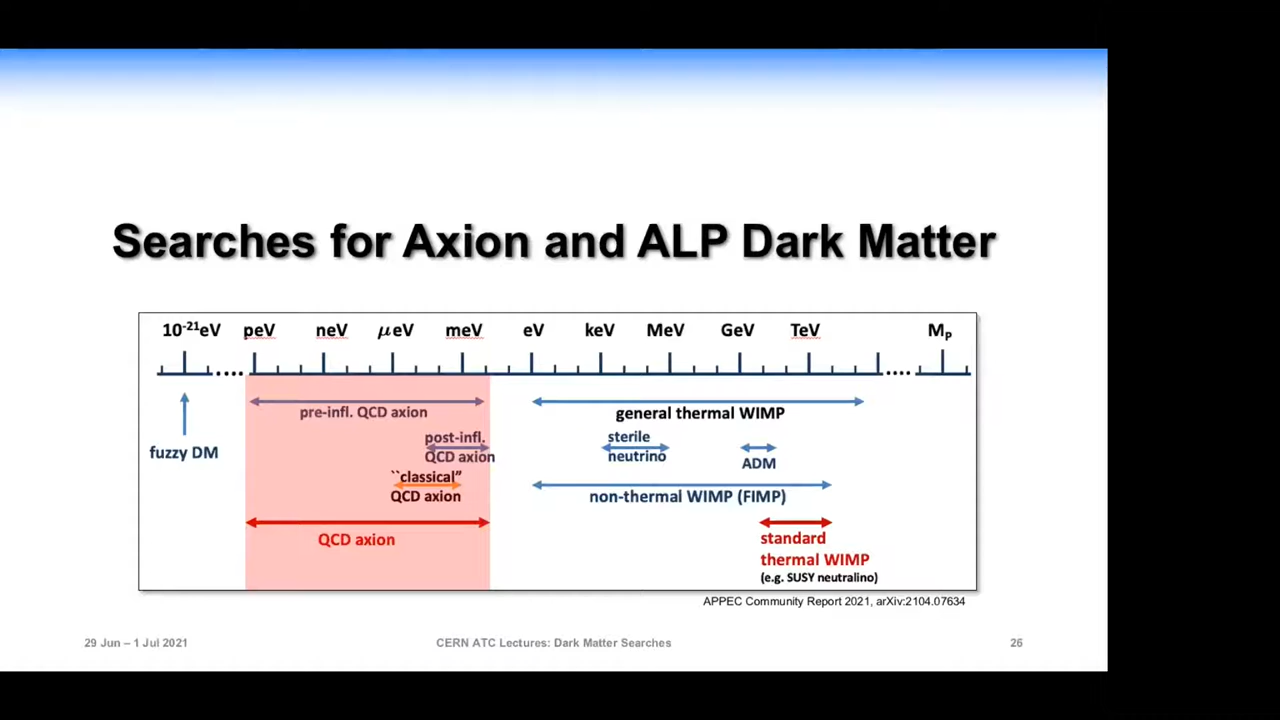 Searches for Axion and ALP Dark Matter
10⁻²¹eV peV neV μeV meV eV keV MeV GeV TeV M_P
pre-infl. QCD axion
general thermal WIMP
post-infl.
QCD axion
sterile
neutrino
fuzzy DM
ADM
``classical”
QCD axion
non-thermal WIMP (FIMP)
QCD axion
standard
thermal WIMP
(e.g. SUSY neutralino)
APPEC Community Report 2021, arXiv:2104.07634
29 Jun – 1 Jul 2021
CERN ATC Lectures: Dark Matter Searches
26